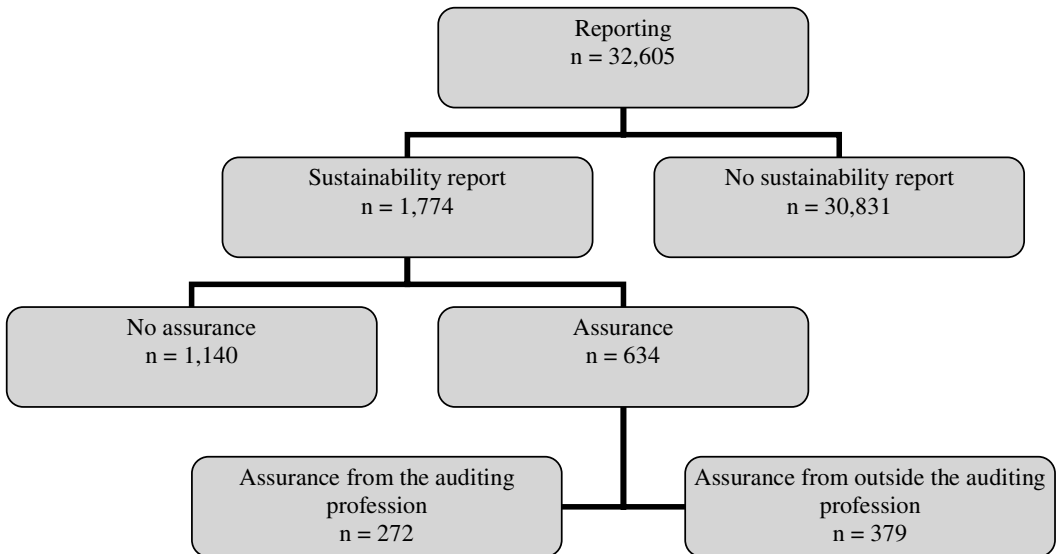 Reporting
n = 32,605
Sustainability report
n = 1,774
No sustainability report
n = 30,831
No assurance
n = 1,140
Assurance
n = 634
Assurance from the auditing
profession
n = 272
Assurance from outside the auditing
profession
n = 379